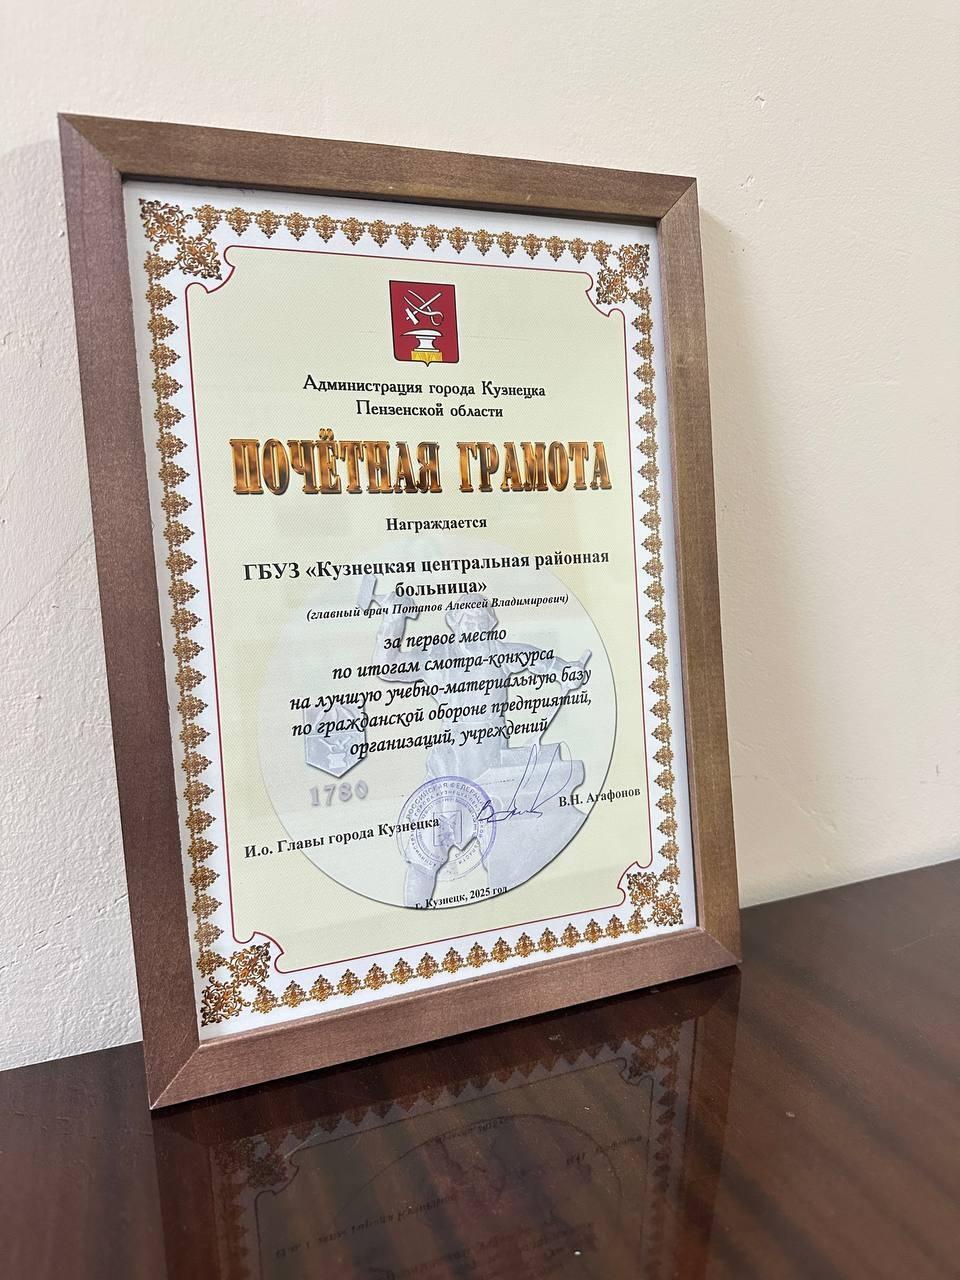 Администрация города Кузнецка
Пензенской области
ПОЧЁТНАЯ ГРАМОТА
Награждается
ГБУЗ «Кузнецкая центральная районная
больница»
(главный врач Потапов Алексей Владимирович)
за первое место
по итогам смотра-конкурса
на лучшую учебно-материальную базу
по гражданской обороне предприятий,
организаций, учреждений
1780
И.о. Главы города Кузнецка
В.Н. Агафонов
РОССИЙСКАЯ ФЕДЕРАЦИЯ
г. Кузнецк, 2025 год